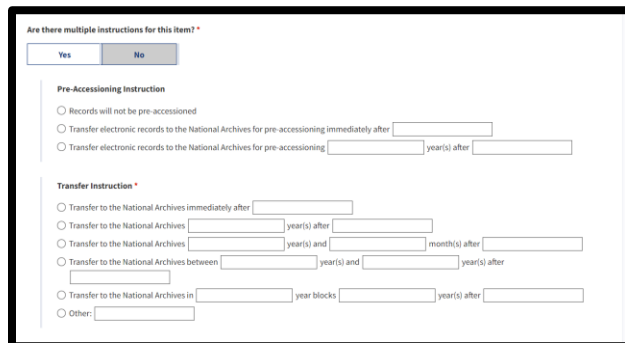 Are there multiple instructions for this item? *
Yes No
Pre-Accessioning Instruction
Records will not be pre-accessioned
Transfer electronic records to the National Archives for pre-accessioning immediately after
Transfer electronic records to the National Archives for pre-accessioning year(s) after
Transfer Instruction *
Transfer to the National Archives immediately after
Transfer to the National Archives year(s) after
Transfer to the National Archives year(s) and month(s) after
Transfer to the National Archives between year(s) and year(s) after
Transfer to the National Archives in year blocks year(s) after
Other: